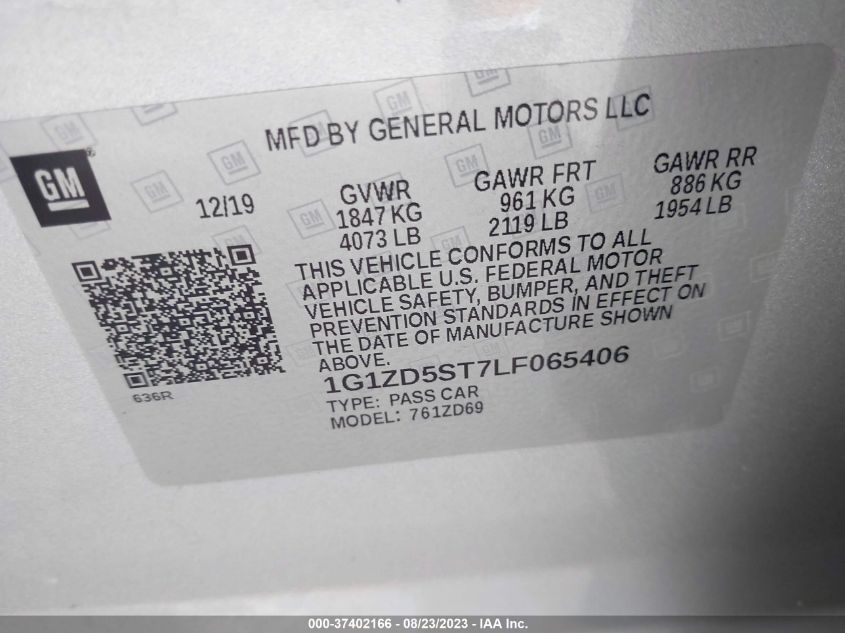 MFD BY GENERAL MOTORS LLC
GM®
12/19
GVWR
1847 KG
4073 LB
GAWR FRT
961 KG
2119 LB
GAWR RR
886 KG
1954 LB
THIS VEHICLE CONFORMS TO ALL
APPLICABLE U.S. FEDERAL MOTOR
VEHICLE SAFETY, BUMPER, AND THEFT
PREVENTION STANDARDS IN EFFECT ON
THE DATE OF MANUFACTURE SHOWN
ABOVE.
636R
1G1ZD5ST7LF065406
TYPE: PASS CAR
MODEL: 761ZD69
000-37402166 - 08/23/2023 - IAA Inc.